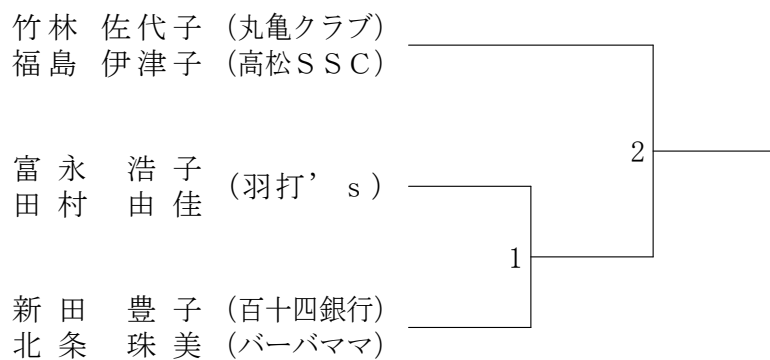 竹林 佐代子 (丸亀クラブ)
福島 伊津子 (高松ＳＳＣ)
2
富永 浩子
(羽打’ｓ)
田村 由佳
1
新田 豊子 (百十四銀行)
北条 珠美 (バーバママ)